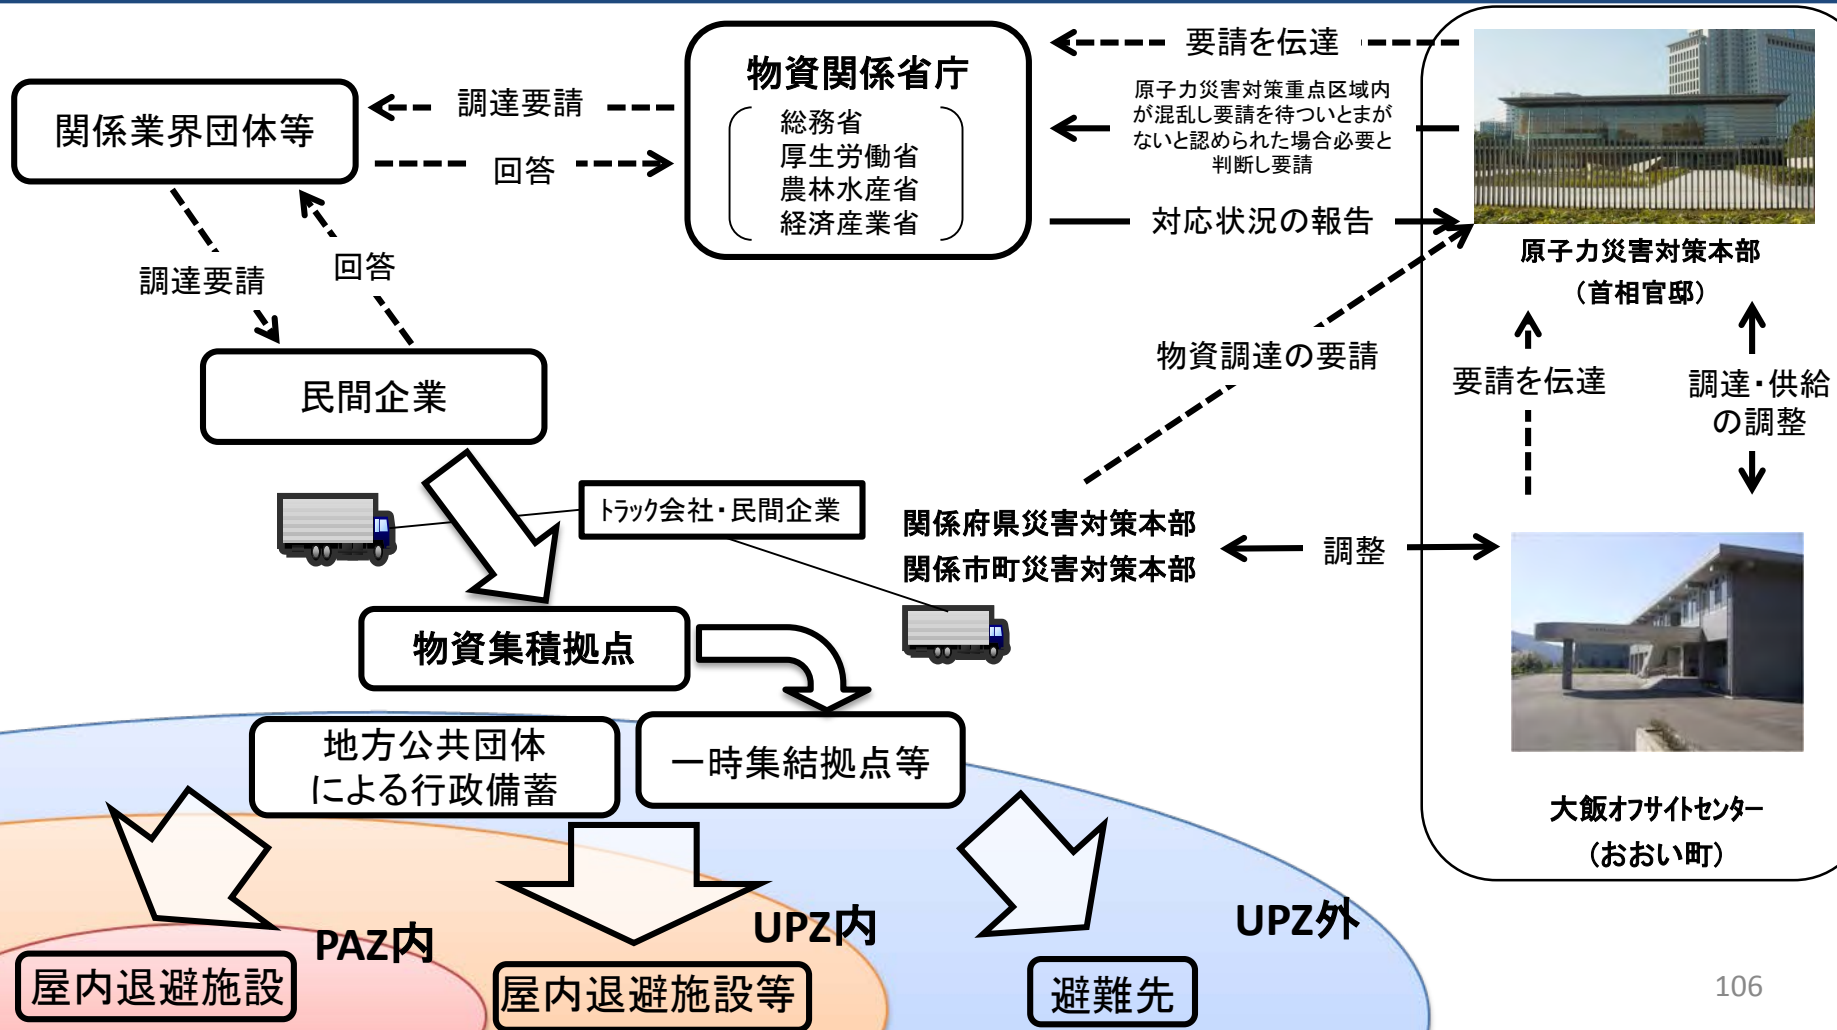 要請を伝達
物資関係省庁
総務省
厚生労働省
農林水産省
経済産業省
調達要請
関係業界団体等
回答
原子力災害対策重点区域内
が混乱し要請を待ついとまが
ないと認められた場合必要と
判断し要請
対応状況の報告
原子力災害対策本部
（首相官邸）
調達要請
回答
民間企業
物資調達の要請
要請を伝達
調達・供給
の調整
トラック会社・民間企業
関係府県災害対策本部
関係市町災害対策本部
調整
物資集積拠点
地方公共団体
による行政備蓄
一時集結拠点等
大飯オフサイトセンター
（おおい町）
PAZ内
UPZ内
UPZ外
屋内退避施設
屋内退避施設等
避難先
106